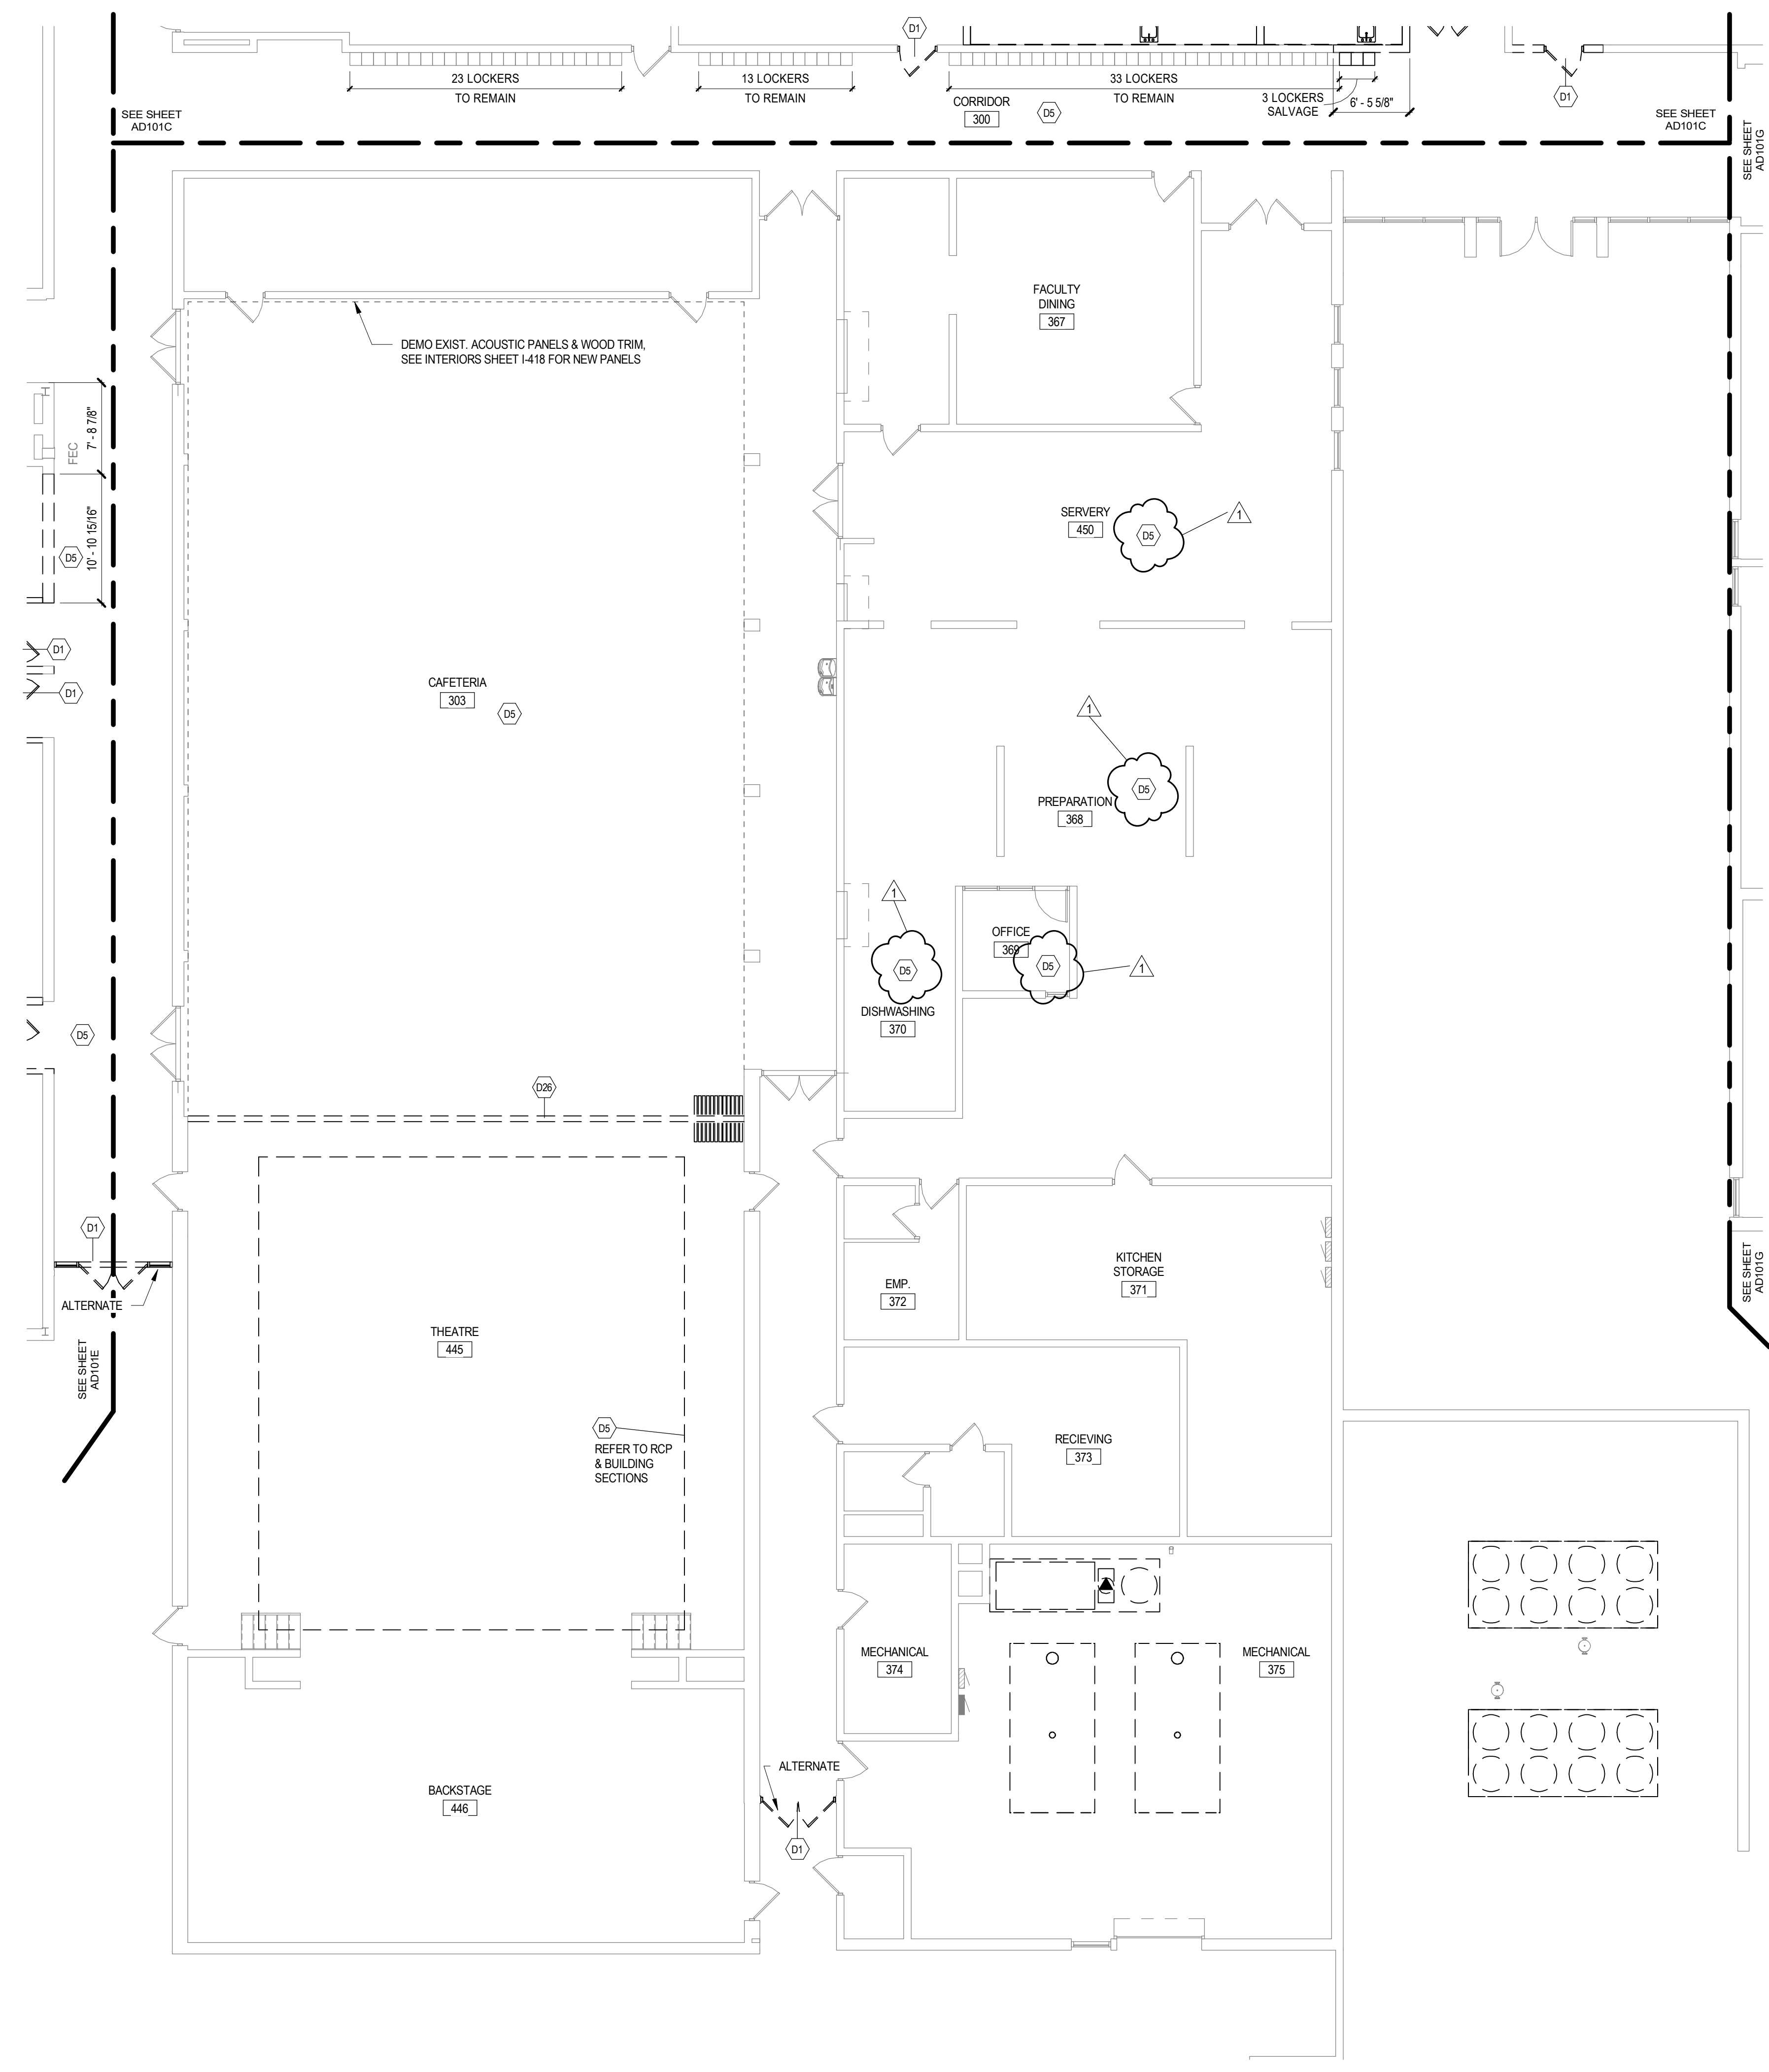 D1
23 LOCKERS
TO REMAIN
13 LOCKERS
TO REMAIN
33 LOCKERS
TO REMAIN
3 LOCKERS
SALVAGE
6' - 5 5/8"
D1
CORRIDOR
300
D5
SEE SHEET
AD101C
SEE SHEET
AD101C
SEE SHEET
AD101G
FACULTY
DINING
367
DEMO EXIST. ACOUSTIC PANELS & WOOD TRIM,
SEE INTERIORS SHEET I-418 FOR NEW PANELS
7' - 8 7/8"
FEC
10' - 10 15/16"
D5
SERVERY
450
D5
1
D1
D1
CAFETERIA
303
D5
1
PREPARATION
368
D5
1
OFFICE
369
D5
1
D5
DISHWASHING
370
D5
D26
D1
ALTERNATE
SEE SHEET
AD101E
KITCHEN
STORAGE
371
EMP.
372
SEE SHEET
AD101G
THEATRE
445
D5
REFER TO RCP
& BUILDING
SECTIONS
RECIEVING
373
MECHANICAL
374
MECHANICAL
375
ALTERNATE
D1
BACKSTAGE
446